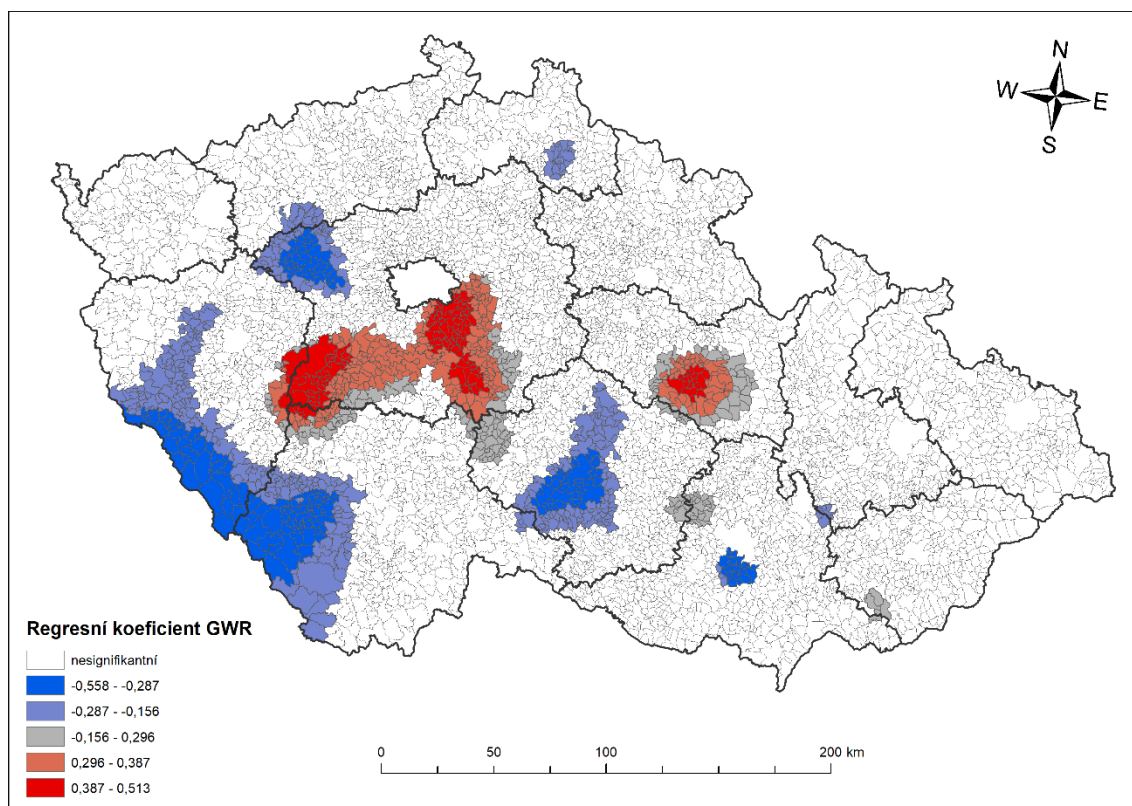 N
W E
S
Regresní koeficient GWR
nesignifikantní
-0,558 - -0,287
-0,287 - -0,156
-0,156 - 0,296
0,296 - 0,387
0,387 - 0,513
0 50 100 200 km